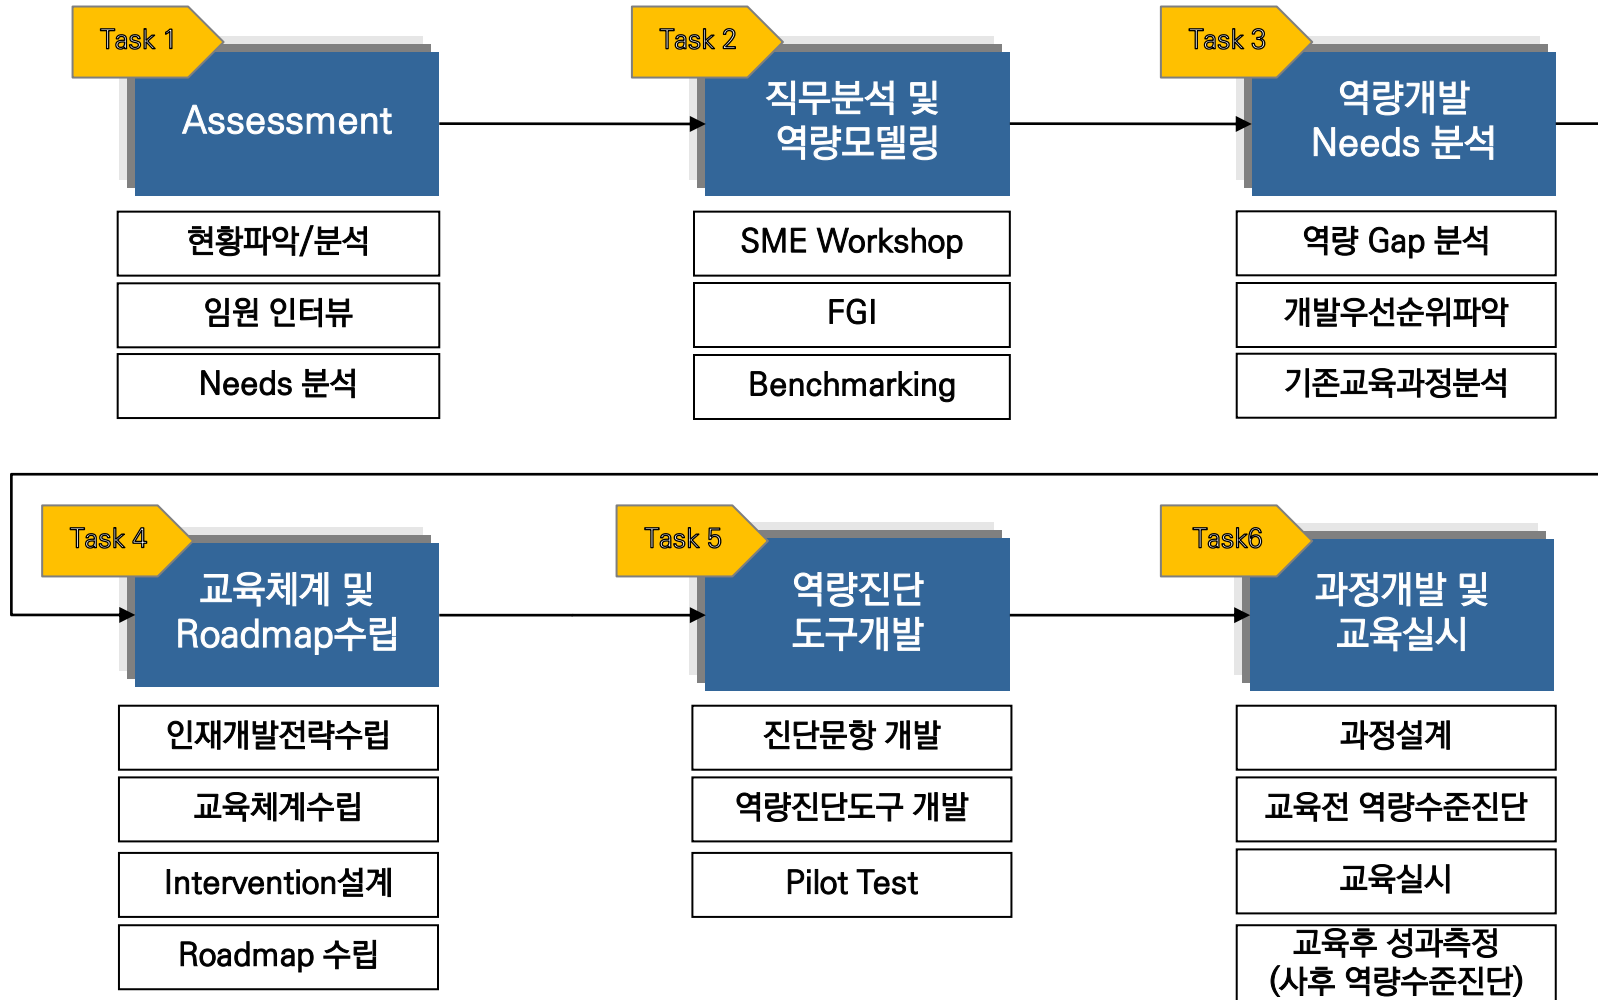 Task 1
Assessment
현황파악/분석
임원 인터뷰
Needs 분석
Task 2
직무분석 및
역량모델링
SME Workshop
FGI
Benchmarking
Task 3
역량개발
Needs 분석
역량 Gap 분석
개발우선순위파악
기존교육과정분석
Task 4
교육체계 및
Roadmap수립
인재개발전략수립
교육체계수립
Intervention설계
Roadmap 수립
Task 5
역량진단
도구개발
진단문항 개발
역량진단도구 개발
Pilot Test
Task6
과정개발 및
교육실시
과정설계
교육전 역량수준진단
교육실시
교육후 성과측정
(사후 역량수준진단)